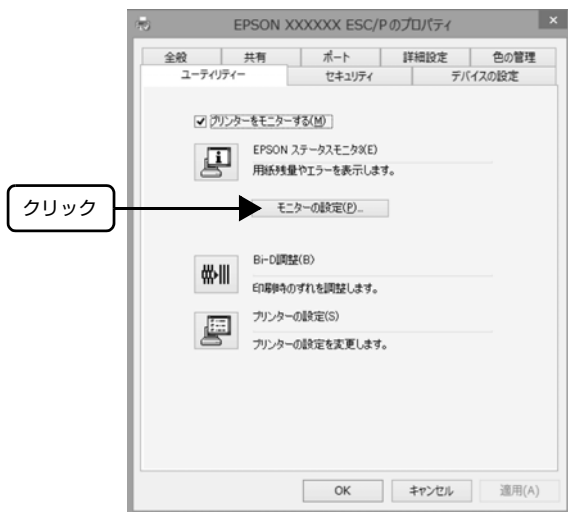 EPSON XXXXXX ESC/Pのプロパティ
全般 共有 ポート 詳細設定 色の管理
ユーティリティー セキュリティ デバイスの設定
プリンターをモニターする(M)
EPSON ステータスモニタ3(E)
用紙残量やエラーを表示します。
クリック
モニターの設定(P)...
Bi-D調整(B)
印刷時のずれを調整します。
プリンターの設定(S)
プリンターの設定を変更します。
OK キャンセル 適用(A)